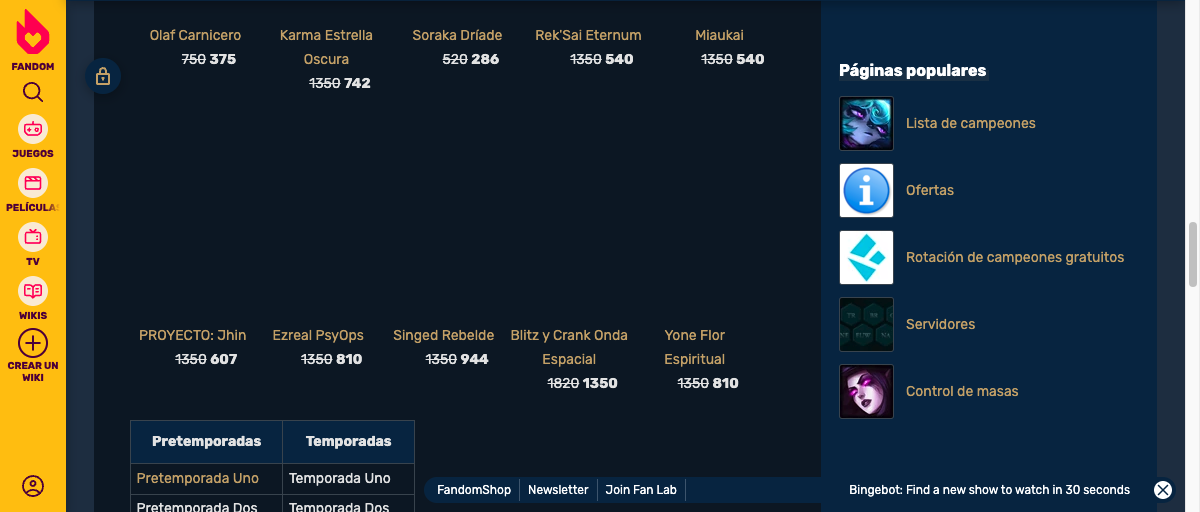 FANDOM
JUEGOS
PELÍCULAS
TV
WIKIS
CREAR UN
WIKI
Olaf Carnicero
750 375
Karma Estrella
Oscura
1350 742
Soraka Dríade
520 286
Rek'Sai Eternum
1350 540
Miaukai
1350 540
PROYECTO: Jhin
1350 607
Ezreal PsyOps
1350 810
Singed Rebelde
1350 944
Blitz y Crank Onda
Espacial
1820 1350
Yone Flor
Espiritual
1350 810
Pretemporadas Temporadas
Pretemporada Uno Temporada Uno
Pretemporada Dos Temporada Dos
Páginas populares
Lista de campeones
Ofertas
Rotación de campeones gratuitos
Servidores
Control de masas
FandomShop Newsletter Join Fan Lab
Bingebot: Find a new show to watch in 30 seconds